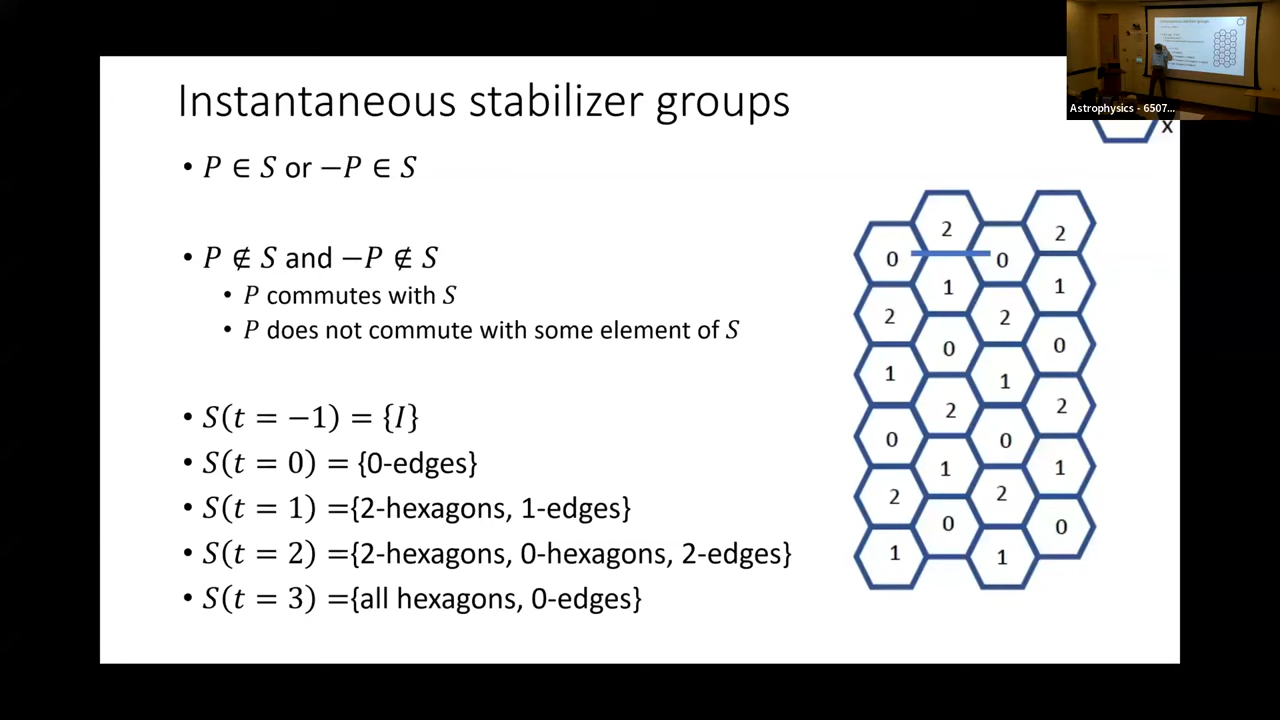 Instantaneous stabilizer groups
• P ∈ S or −P ∈ S
• P ∉ S and −P ∉ S
• P commutes with S
• P does not commute with some element of S
• S(t = −1) = {I}
• S(t = 0) = {0-edges}
• S(t = 1) ={2-hexagons, 1-edges}
• S(t = 2) ={2-hexagons, 0-hexagons, 2-edges}
• S(t = 3) ={all hexagons, 0-edges}
Astrophysics - 6507...
x
2 2
0 0
1 1
2 2
0 0
1 1
2 2
0 0
1 1
2 2
0 0
1 1